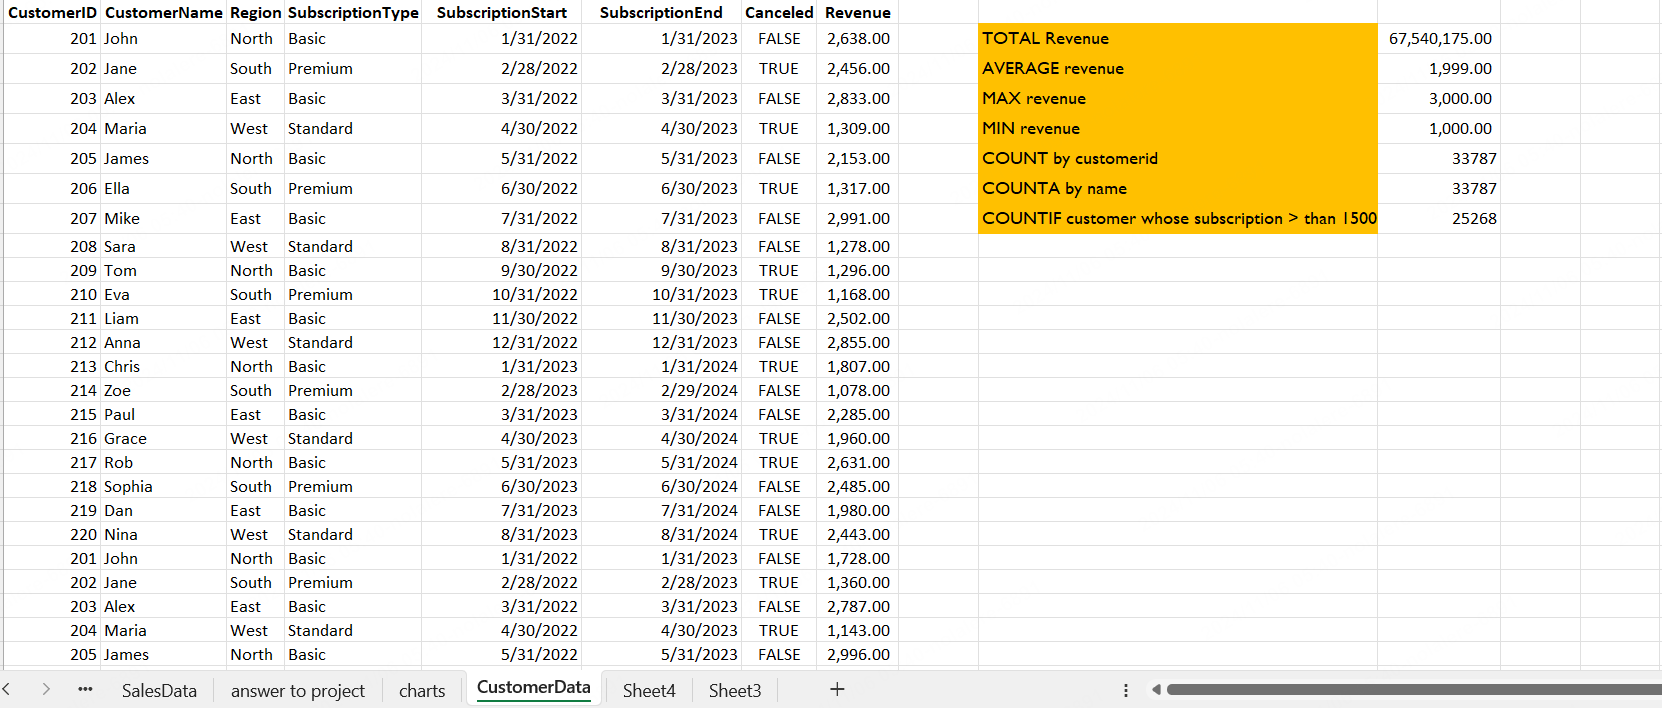 CustomerID CustomerName Region SubscriptionType SubscriptionStart SubscriptionEnd Canceled Revenue
201 John North Basic 1/31/2022 1/31/2023 FALSE 2,638.00 TOTAL Revenue 67,540,175.00
202 Jane South Premium 2/28/2022 2/28/2023 TRUE 2,456.00 AVERAGE revenue 1,999.00
203 Alex East Basic 3/31/2022 3/31/2023 FALSE 2,833.00 MAX revenue 3,000.00
204 Maria West Standard 4/30/2022 4/30/2023 TRUE 1,309.00 MIN revenue 1,000.00
205 James North Basic 5/31/2022 5/31/2023 FALSE 2,153.00 COUNT by customerid 33787
206 Ella South Premium 6/30/2022 6/30/2023 TRUE 1,317.00 COUNTA by name 33787
207 Mike East Basic 7/31/2022 7/31/2023 FALSE 2,991.00 COUNTIF customer whose subscription > than 1500 25268
208 Sara West Standard 8/31/2022 8/31/2023 FALSE 1,278.00
209 Tom North Basic 9/30/2022 9/30/2023 TRUE 1,296.00
210 Eva South Premium 10/31/2022 10/31/2023 TRUE 1,168.00
211 Liam East Basic 11/30/2022 11/30/2023 FALSE 2,502.00
212 Anna West Standard 12/31/2022 12/31/2023 FALSE 2,855.00
213 Chris North Basic 1/31/2023 1/31/2024 TRUE 1,807.00
214 Zoe South Premium 2/28/2023 2/29/2024 FALSE 1,078.00
215 Paul East Basic 3/31/2023 3/31/2024 FALSE 2,285.00
216 Grace West Standard 4/30/2023 4/30/2024 TRUE 1,960.00
217 Rob North Basic 5/31/2023 5/31/2024 TRUE 2,631.00
218 Sophia South Premium 6/30/2023 6/30/2024 FALSE 2,485.00
219 Dan East Basic 7/31/2023 7/31/2024 FALSE 1,980.00
220 Nina West Standard 8/31/2023 8/31/2024 TRUE 2,443.00
201 John North Basic 1/31/2022 1/31/2023 FALSE 1,728.00
202 Jane South Premium 2/28/2022 2/28/2023 TRUE 1,360.00
203 Alex East Basic 3/31/2022 3/31/2023 FALSE 2,787.00
204 Maria West Standard 4/30/2022 4/30/2023 TRUE 1,143.00
205 James North Basic 5/31/2022 5/31/2023 FALSE 2,996.00
SalesData answer to project charts CustomerData Sheet4 Sheet3